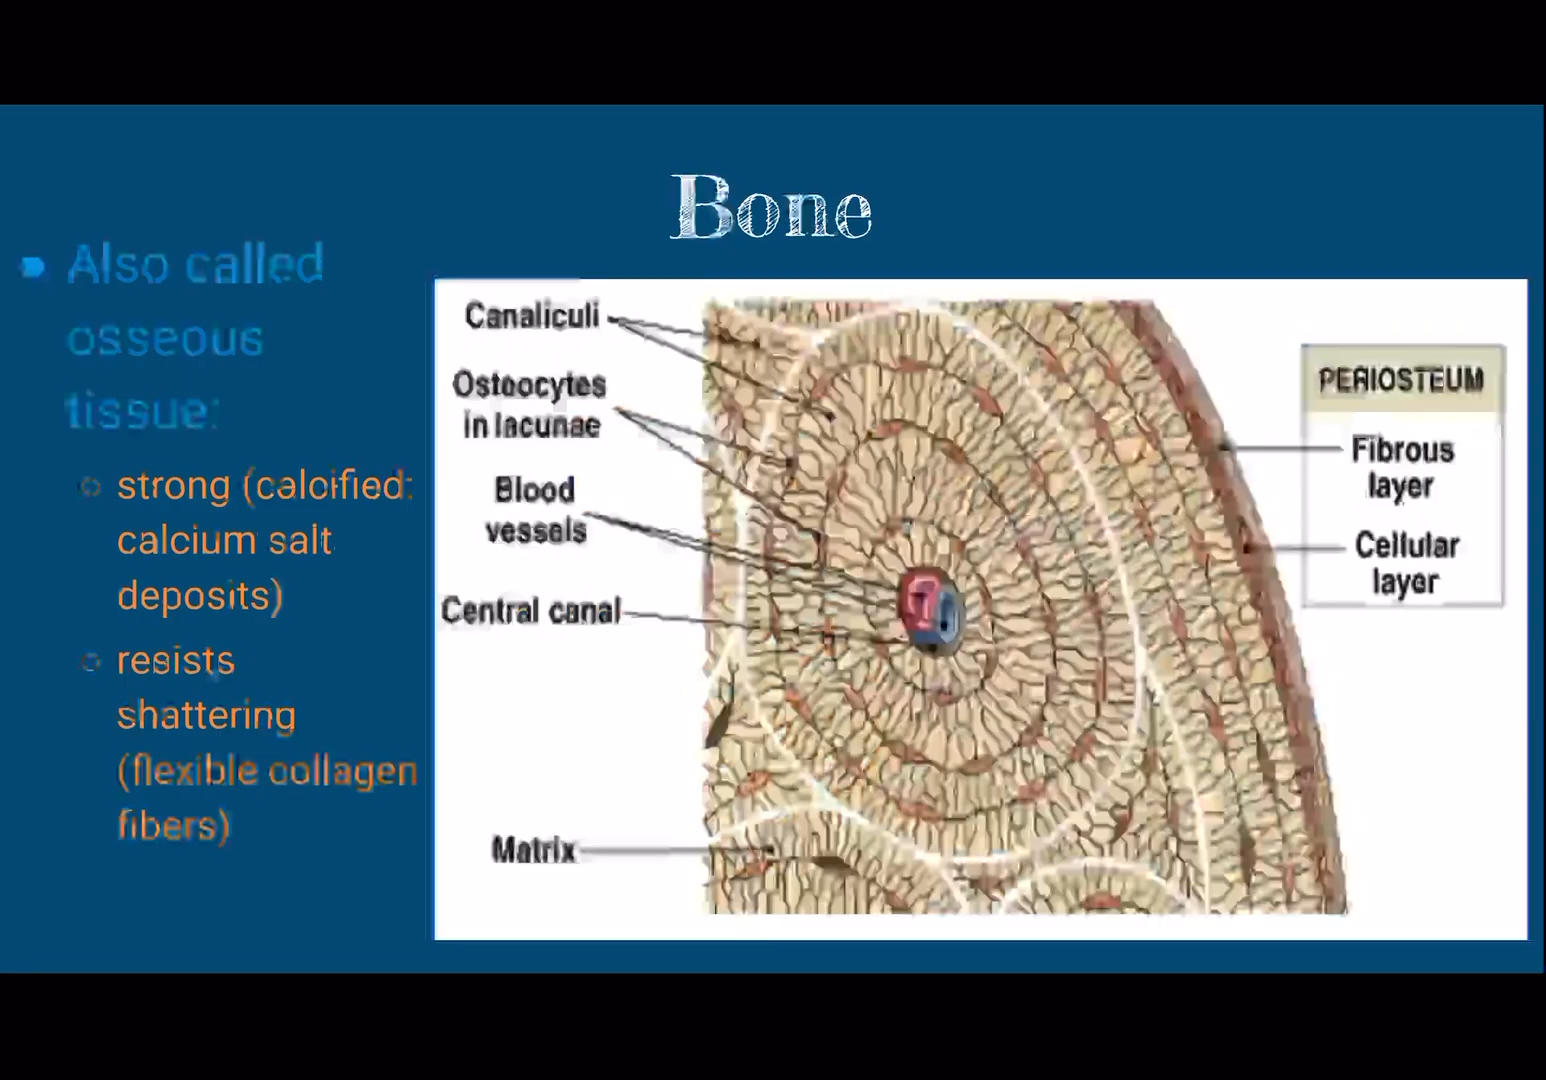 Bone
Also called
osseous
tissue:
strong (calcified:
calcium salt
deposits)
resists
shattering
(flexible collagen
fibers)
Canaliculi
Osteocytes
in lacunae
Blood
vessels
Central canal
Matrix
PERIOSTEUM
Fibrous
layer
Cellular
layer